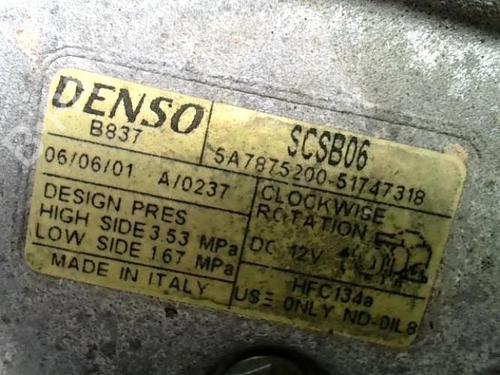 DENSO
B837
SCSB06
5A7875200-51747318
06/06/01 A/0237
CLOCKWISE
ROTATION
DESIGN PRES
HIGH SIDE 3.53 MPa
LOW SIDE 1.67 MPa
DC 12V
MADE IN ITALY
HFC134a
USE ONLY ND-OIL8